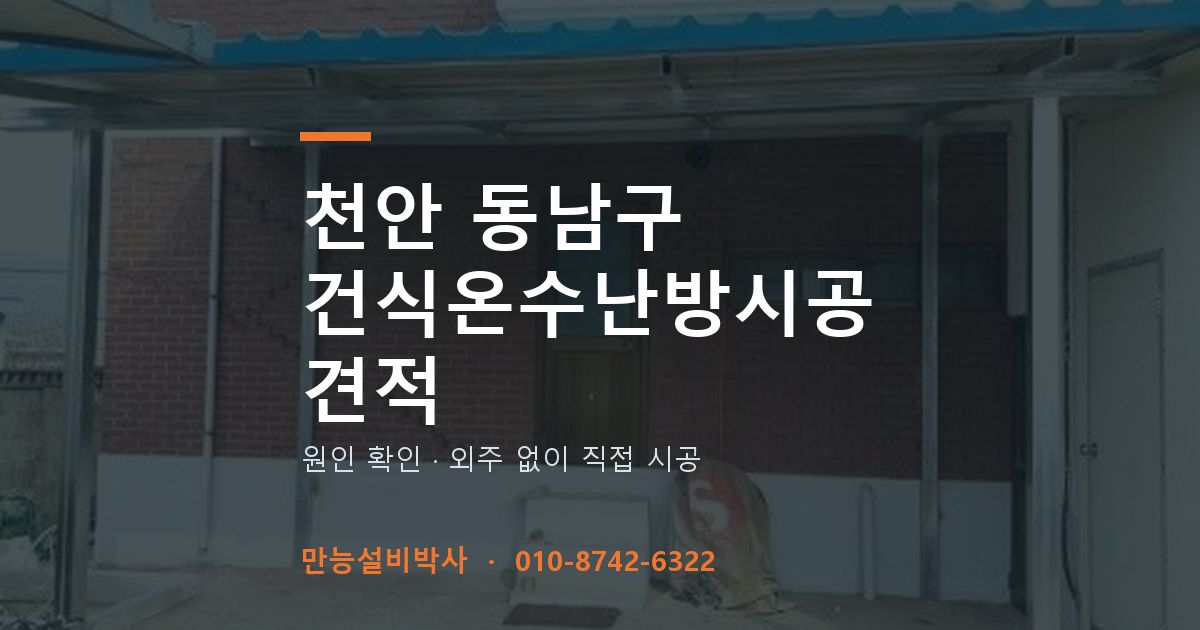 천안 동남구
건식온수난방시공
견적
원인 확인 · 외주 없이 직접 시공
만능설비박사 · 010-8742-6322
S